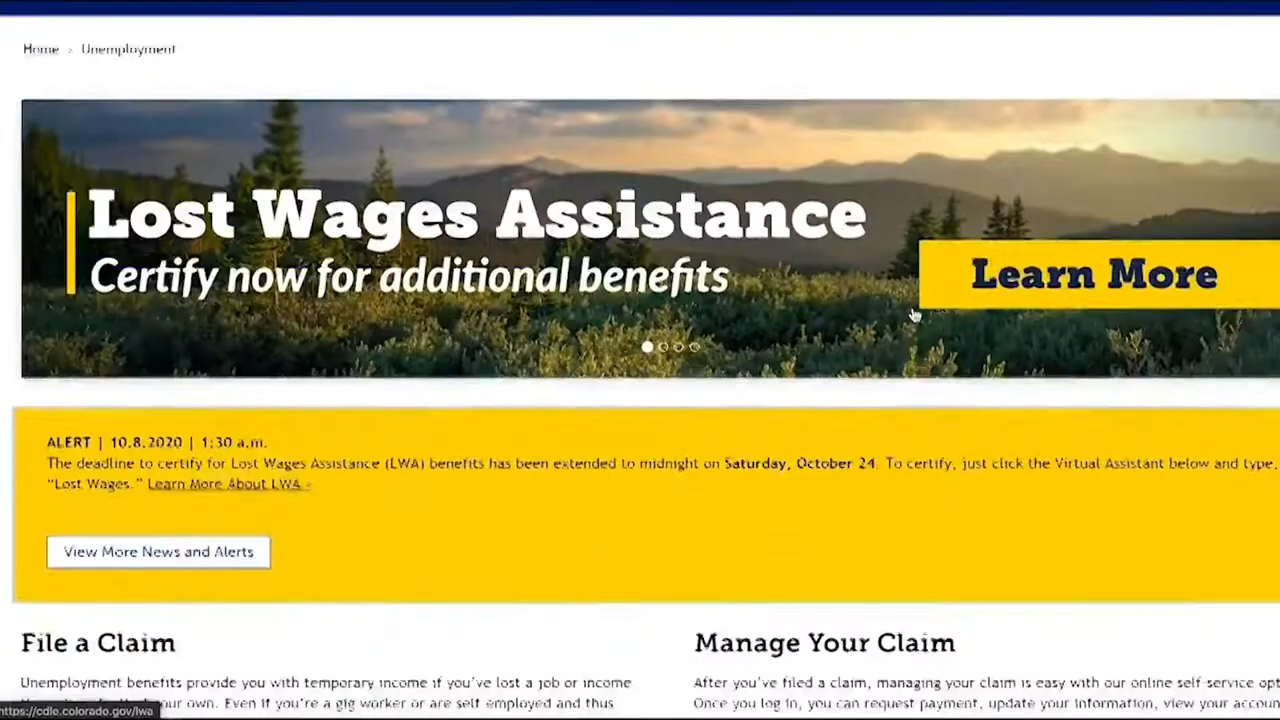 Home > Unemployment
Lost Wages Assistance
Certify now for additional benefits
Learn More
ALERT | 10.8.2020 | 1:30 a.m.
The deadline to certify for Lost Wages Assistance (LWA) benefits has been extended to midnight on Saturday, October 24. To certify, just click the Virtual Assistant below and type,
“Lost Wages.” Learn More About LWA »
View More News and Alerts
File a Claim
Unemployment benefits provide you with temporary income if you’ve lost a job or income
your own. Even if you’re a gig worker or are self employed and thus
Manage Your Claim
After you’ve filed a claim, managing your claim is easy with our online self-service
Once you log in, you can request payment, update your information, view your
https://cdle.colorado.gov/lwa